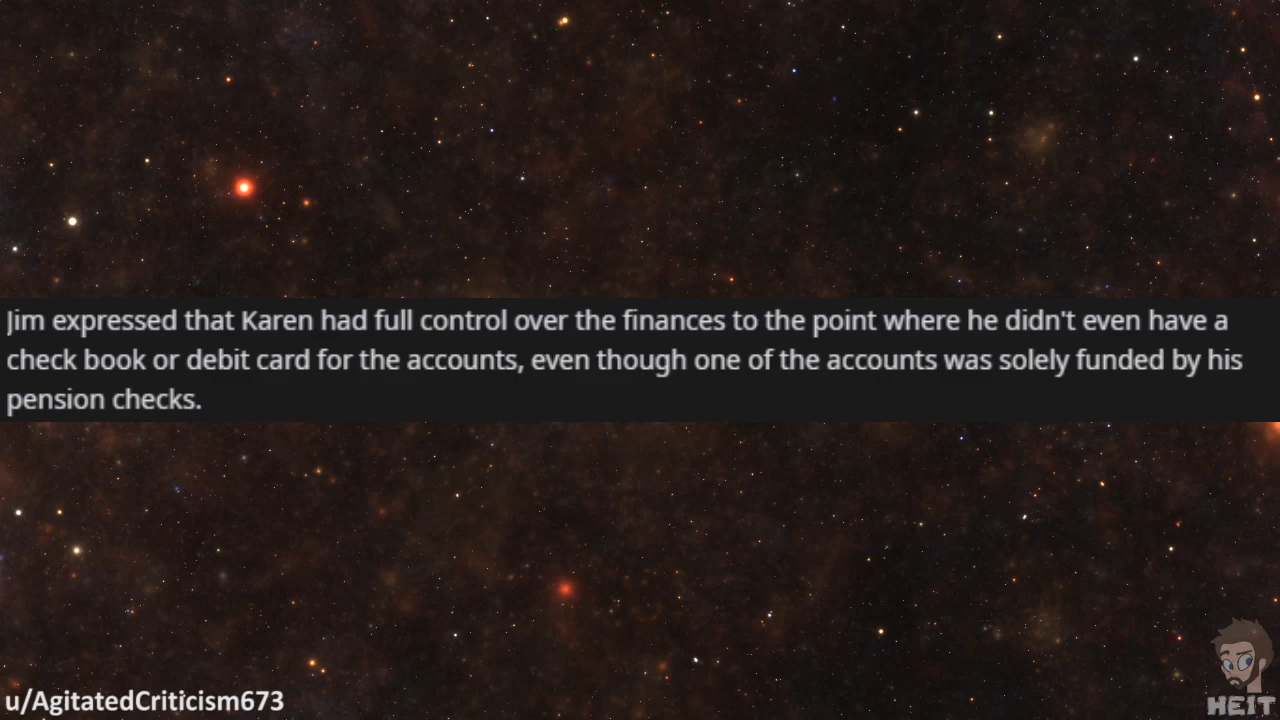 Jim expressed that Karen had full control over the finances to the point where he didn't even have a
check book or debit card for the accounts, even though one of the accounts was solely funded by his
pension checks.
u/AgitatedCriticism673
HEIT